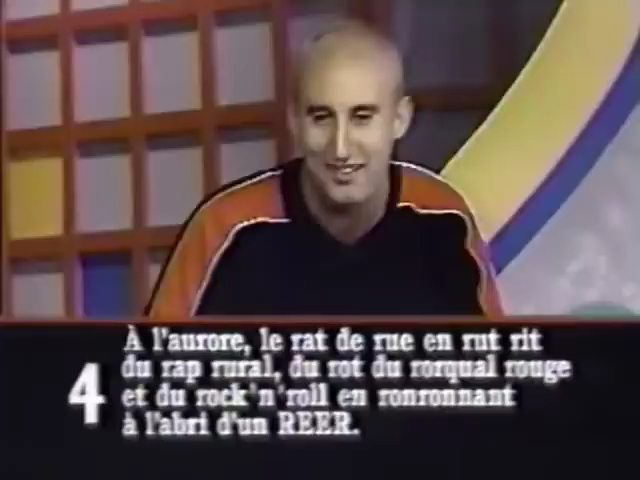 4
À l'aurore, le rat de rue en rut rit
du rap rural, du rot du rorqual rouge
et du rock'n'roll en ronronnant
à l'abri d'un REER.